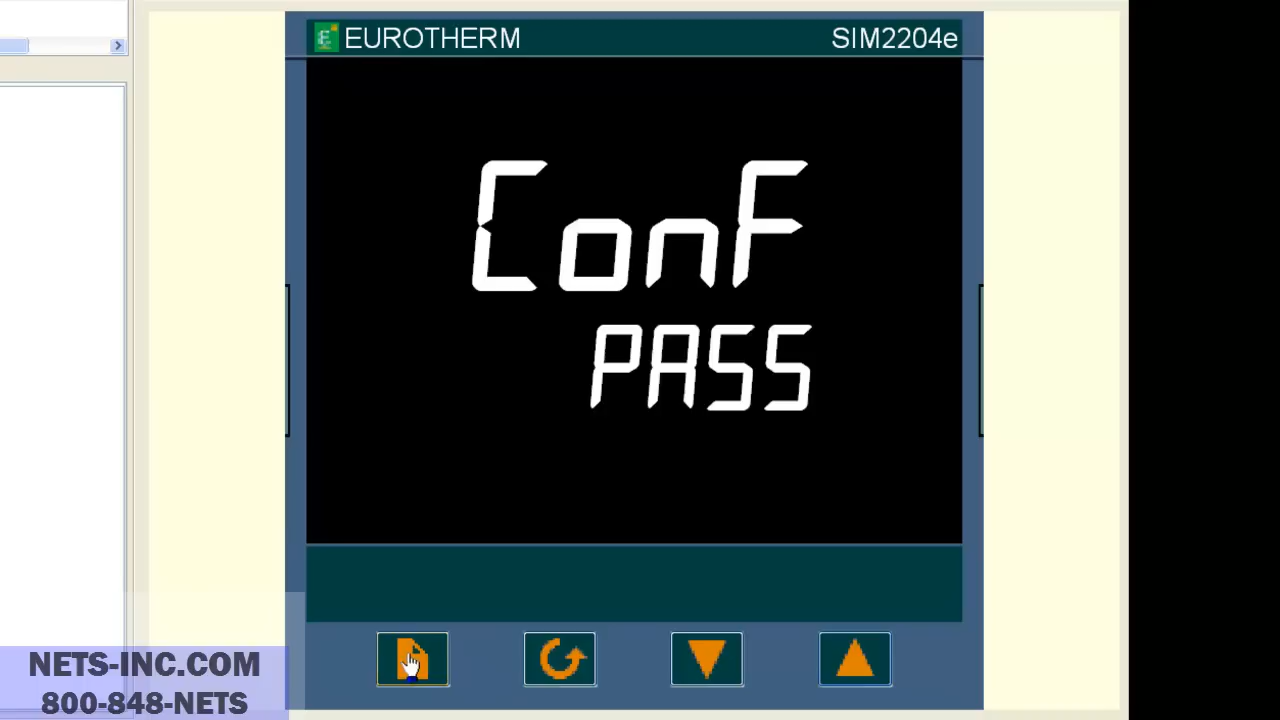 EUROTHERM SIM2204e
ConF
PASS
NETS-INC.COM
800-848-NETS